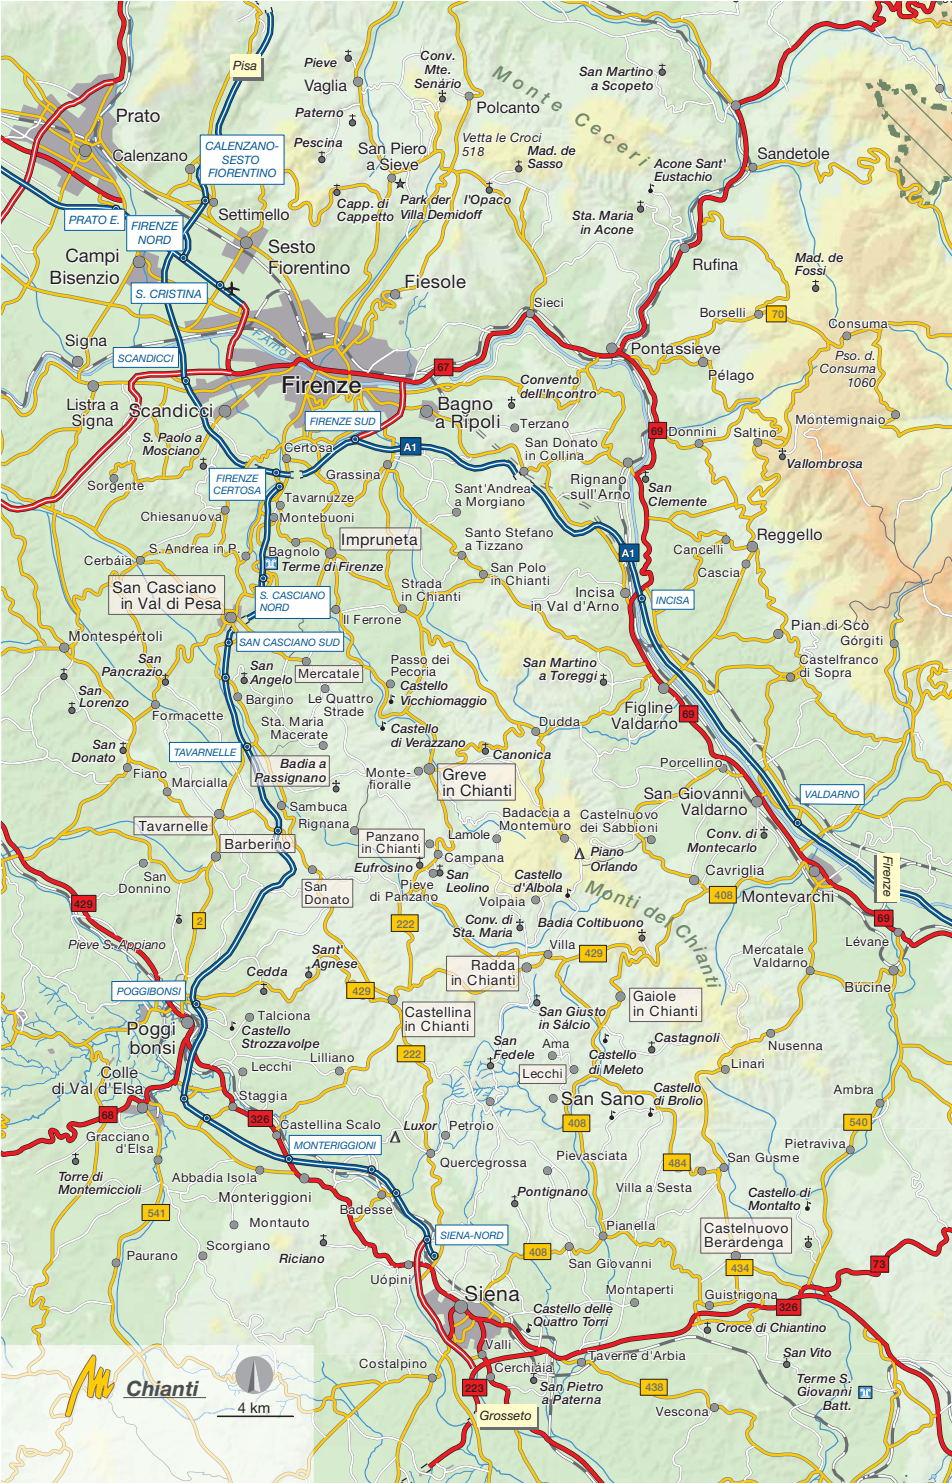 Pisa
Pieve
Vaglia
Conv.
Mte.
Senário
Monte Ceceri
San Martino
a Scopeto
Prato
Paterno
Polcanto
Calenzano
CALENZANO-
SESTO
FIORENTINO
Pescina
San Piero
a Sieve
Vetta le Croci
518
Mad. de
Sasso
Sandetole
Acone Sant'
Eustachio
Capp. di
Cappetto
Park der
Villa Demidoff
l'Opaco
Settimello
PRATO E.
FIRENZE
NORD
Sta. Maria
in Acone
Campi
Bisenzio
Sesto
Fiorentino
Rufina
Mad. de
Fossi
S. CRISTINA
Fiesole
Sieci
Borselli
70
Consuma
Signa
Arno
SCANDICCI
Pontassieve
Pso. d.
Consuma
1060
67
Pélago
Firenze
Convento
dell'Incontro
Listra a
Signa
Scandicci
Bagno
a Ripoli
Montemignaio
FIRENZE SUD
Terzano
69
Donnini
Saltino
S. Paolo a
Mosciano
Certosa
A1
San Donato
in Collina
Vallombrosa
Sorgente
FIRENZE
CERTOSA
Grassina
Rignano
sull'Arno
San
Clemente
Tavarnuzze
Sant'Andrea
a Morgiano
Chiesanuova
Montebuoni
Impruneta
Santo Stefano
a Tizzano
Reggello
S. Andrea in P.
Bagnolo
A1
Cancelli
Cerbáia
Terme di Firenze
San Polo
in Chianti
Cascia
San Casciano
in Val di Pesa
S. CASCIANO
NORD
Strada
in Chianti
Incisa
in Val d'Arno
INCISA
Il Ferrone
Pian di Scò
Montespértoli
SAN CASCIANO SUD
Górgiti
San
Pancrazio
San
Angelo
Mercatale
Passo dei
Pecoria
San Martino
a Toreggi
Castelfranco
di Sopra
San
Lorenzo
Bargino
Le Quattro
Strade
Castello
Vicchiomaggio
Formacette
Figline
Valdarno
69
Sta. Maria
Macerate
Castello
di Verazzano
Dudda
San
Donato
TAVARNELLE
Canonica
Fiano
Badia a
Passignano
Monte-
fioralle
Greve
in Chianti
Porcellino
Marcialla
San Giovanni
Valdarno
VALDARNO
Sambuca
Badaccia a
Montemuro
Castelnuovo
dei Sabbioni
Tavarnelle
Rignana
Panzano
in Chianti
Lamole
Conv. di
Montecarlo
Barberino
Campana
Piano
Orlando
Eufrosino
San
Leolino
Cavriglia
Firenze
San
Donnino
San
Donato
Pieve
di Panzano
Castello
d'Albola
Monti del Chianti
408
Montevarchi
429
Volpaia
2
222
Conv. di
Sta. Maria
Badia Coltibuono
69
Pieve S. Appiano
Sant'
Agnese
Villa
429
Mercatale
Valdarno
Lévane
Cedda
Radda
in Chianti
Bucine
POGGIBONSI
429
Castellina
in Chianti
Gaiole
in Chianti
Talciona
San Giusto
in Sálcio
Poggi
bonsi
Castello
Strozzavolpe
San
Fedele
Ama
Castagnoli
Nusenna
Lilliano
222
Castello
di Meleto
Lecchi
Colle
di Val d'Elsa
Lecchi
Linari
Staggia
San Sano
Castello
di Brolio
Ambra
68
326
Castellina Scalo
Luxor
Petroio
408
540
Gracciano
d'Elsa
MONTERIGGIONI
Pietraviva
Quercegrossa
Pievasciata
484
San Gusme
Torre di
Montemiccioli
Abbadia Isola
Villa a Sesta
Monteriggioni
Pontignano
Castello di
Montalto
541
Badesse
Montauto
Pianella
Castelnuovo
Berardenga
Scorgiano
SIENA-NORD
Paurano
Riciano
408
San Giovanni
434
73
Uópini
Montaperti
Guistrigona
Siena
326
Castello delle
Quattro Torri
Croce di Chiantino
Valli
Costalpino
Cerchiáia
Taverne d'Arbia
San Vito
Chianti
223
San Pietro
a Paterna
438
Terme S.
Giovanni
Batt.
4 km
Grosseto
Vescona